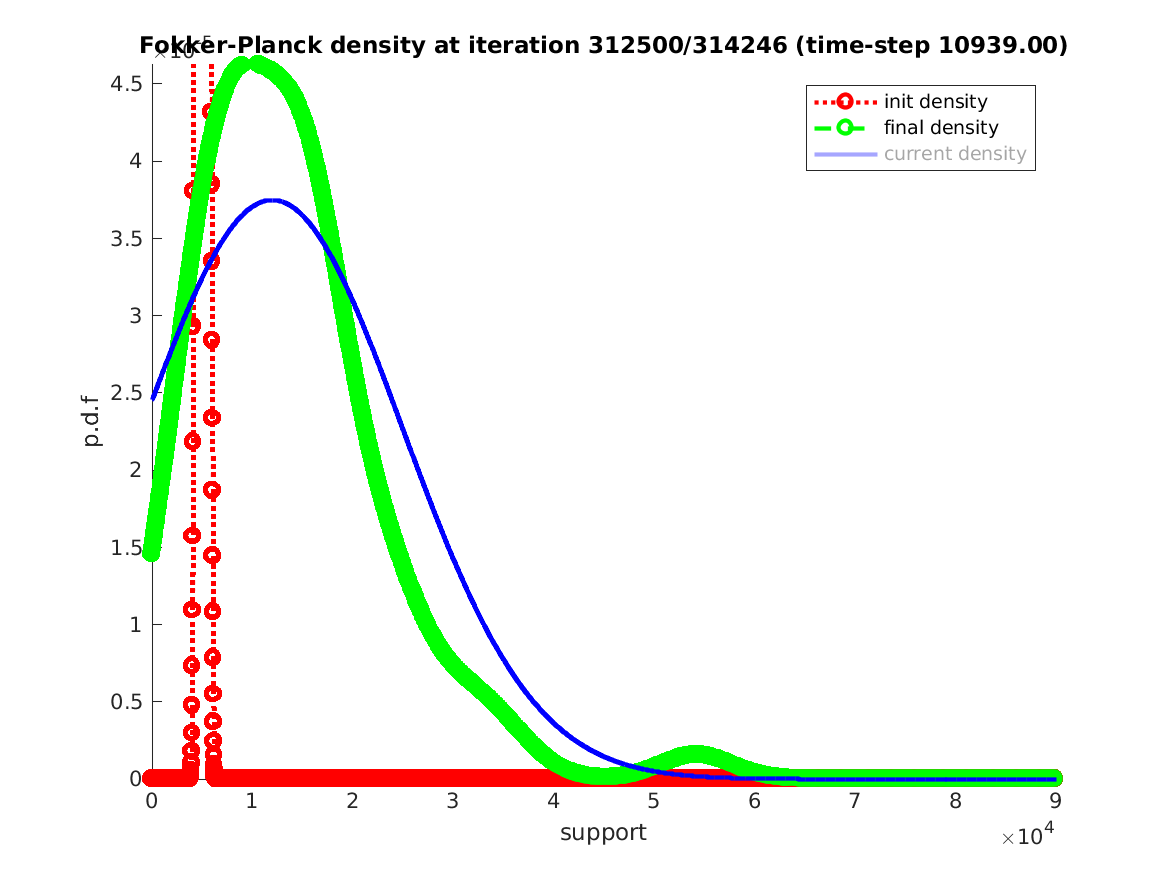 Fokker-Planck density at iteration 312500/314246 (time-step 10939.00)
×10-5
init density
final density
current density
4.5
4
3.5
3
2.5
2
1.5
1
0.5
0
p.d.f
0 1 2 3 4 5 6 7 8 9
support
×10^4